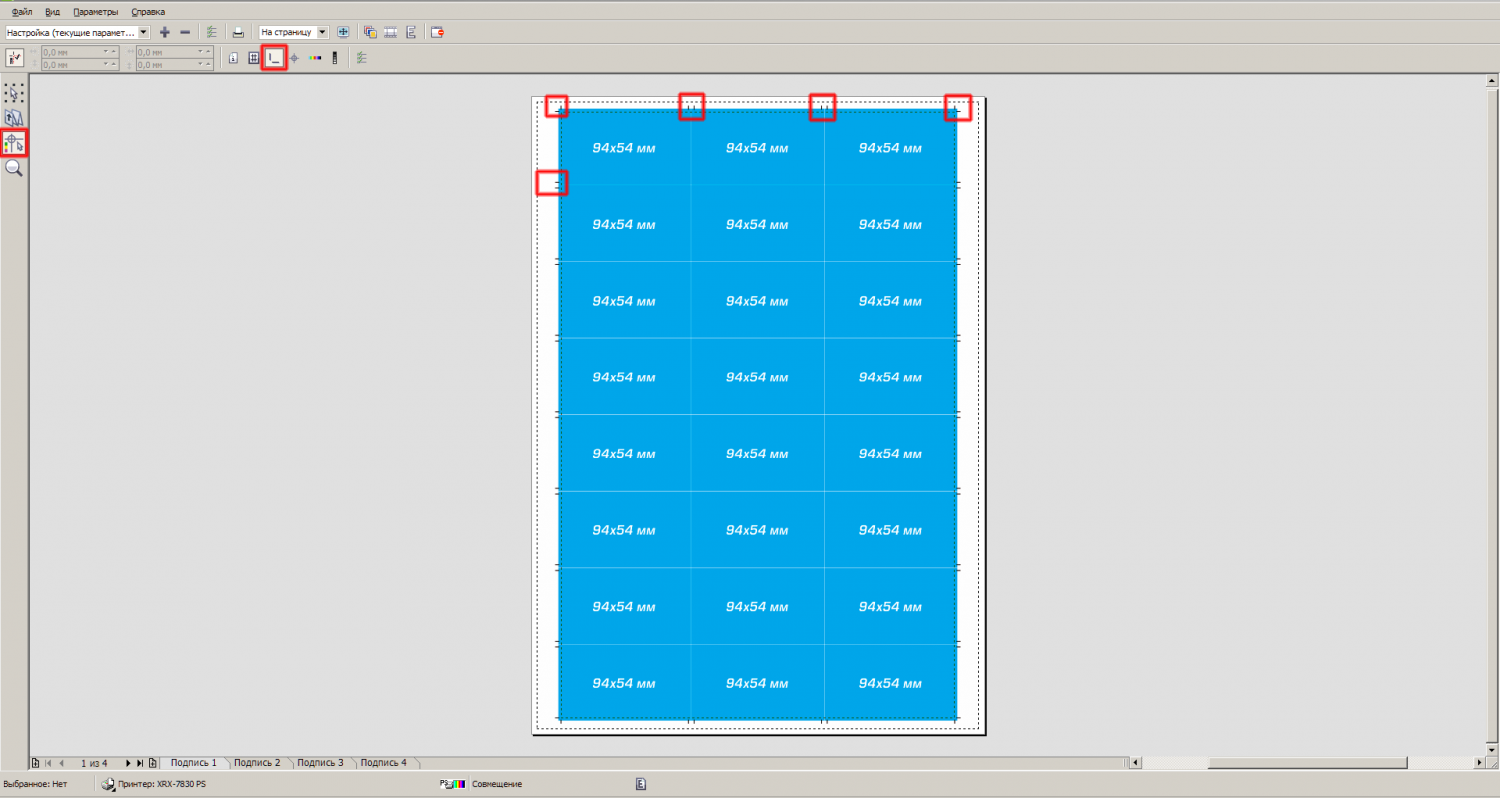 Файл Вид Параметры Справка
Настройка (текущие парамет... На страницу
0,0 мм 0,0 мм
0,0 мм 0,0 мм
94x54 мм 94x54 мм 94x54 мм
94x54 мм 94x54 мм 94x54 мм
94x54 мм 94x54 мм 94x54 мм
94x54 мм 94x54 мм 94x54 мм
94x54 мм 94x54 мм 94x54 мм
94x54 мм 94x54 мм 94x54 мм
94x54 мм 94x54 мм 94x54 мм
94x54 мм 94x54 мм 94x54 мм
1 из 4 Подпись 1 Подпись 2 Подпись 3 Подпись 4
Выбранное: Нет Принтер: XRX-7830 PS PS Совмещение E